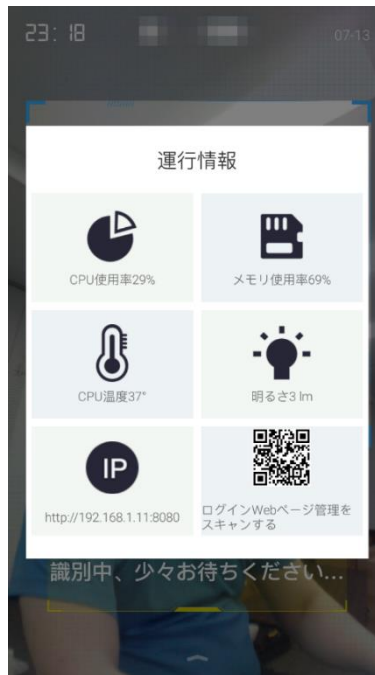 23:18
07-13
運行情報
CPU使用率29%
メモリ使用率69%
CPU温度37°
明るさ3 lm
IP
http://192.168.1.11:8080
ログインWebページ管理を
スキャンする
識別中、少々お待ちください...